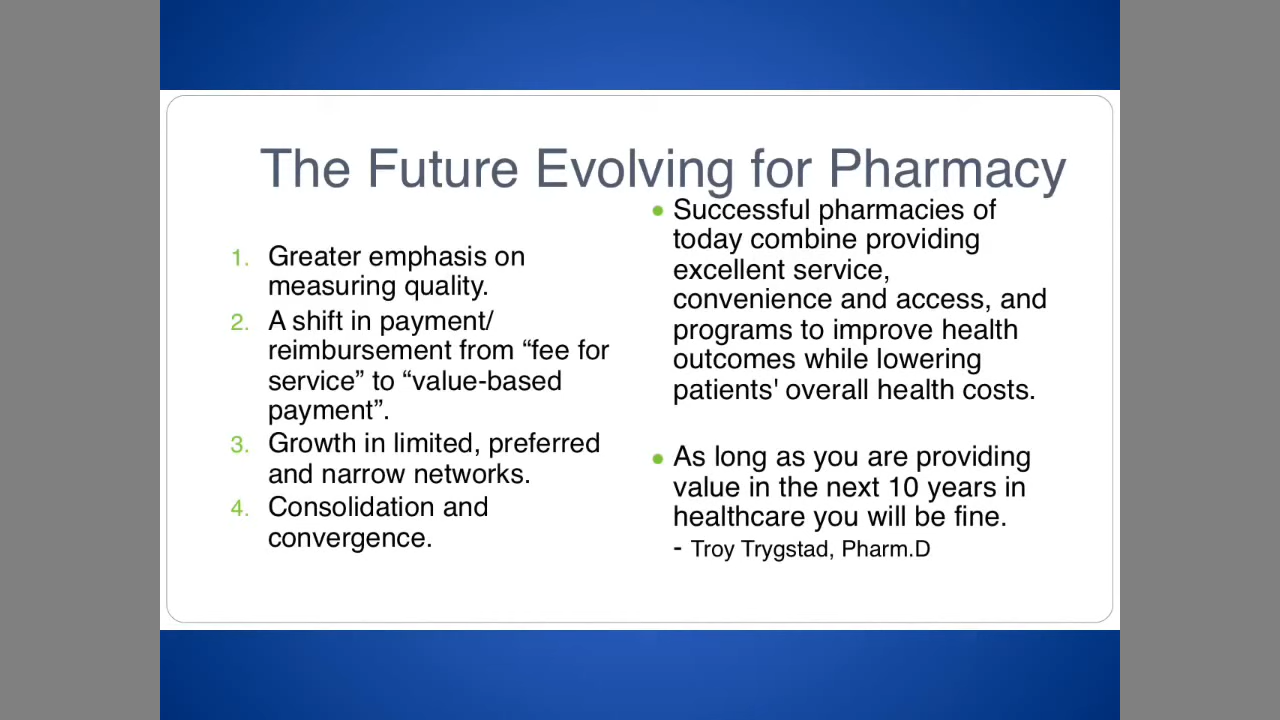 The Future Evolving for Pharmacy
1. Greater emphasis on
measuring quality.
2. A shift in payment/
reimbursement from “fee for
service” to “value-based
payment”.
3. Growth in limited, preferred
and narrow networks.
4. Consolidation and
convergence.
• Successful pharmacies of
today combine providing
excellent service,
convenience and access, and
programs to improve health
outcomes while lowering
patients' overall health costs.
• As long as you are providing
value in the next 10 years in
healthcare you will be fine.
- Troy Trygstad, Pharm.D